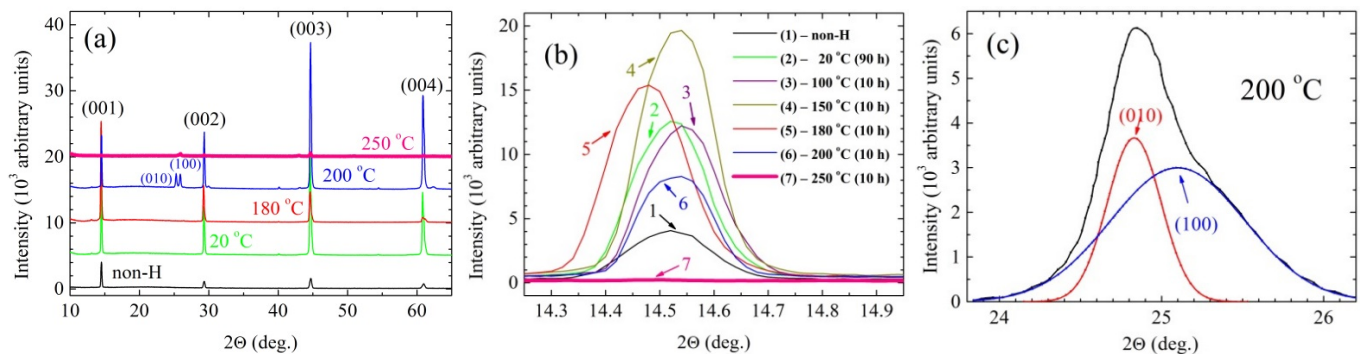 (a)
(001)
(002)
(003)
(004)
250 °C
(010)
(100)
200 °C
180 °C
20 °C
non-H
40
30
20
10
0
10 20 30 40 50 60
Intensity (10³ arbitrary units)
2Θ (deg.)
(b)
(1) – non-H
(2) – 20 °C (90 h)
(3) – 100 °C (10 h)
(4) – 150 °C (10 h)
(5) – 180 °C (10 h)
(6) – 200 °C (10 h)
(7) – 250 °C (10 h)
4
3
2
5
6
1
7
20
15
10
5
0
14.3 14.4 14.5 14.6 14.7 14.8 14.9
Intensity (10³ arbitrary units)
2Θ (deg.)
(c)
200 °C
(010)
(100)
6
5
4
3
2
1
0
24 25 26
Intensity (10³ arbitrary units)
2Θ (deg.)